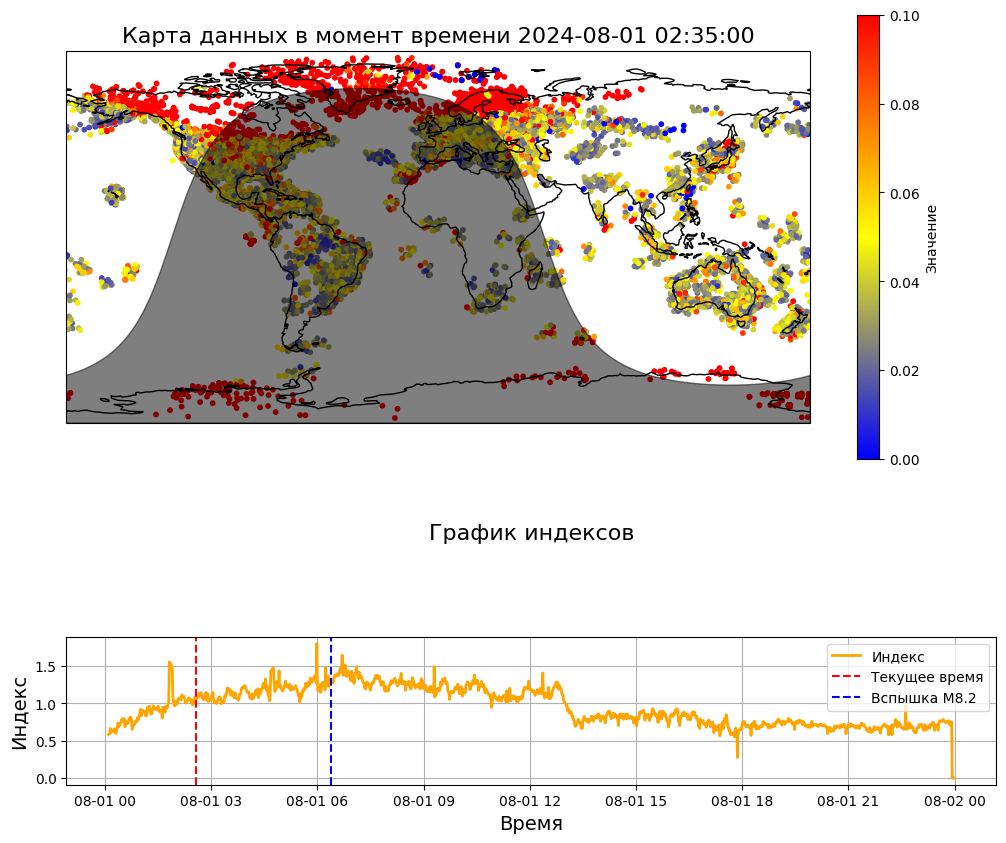 Карта данных в момент времени 2024-08-01 02:35:00
0.10
0.08
0.06
0.04
0.02
0.00
Значение
График индексов
Индекс
1.5
1.0
0.5
0.0
Индекс
Текущее время
Вспышка M8.2
08-01 00 08-01 03 08-01 06 08-01 09 08-01 12 08-01 15 08-01 18 08-01 21 08-02 00
Время